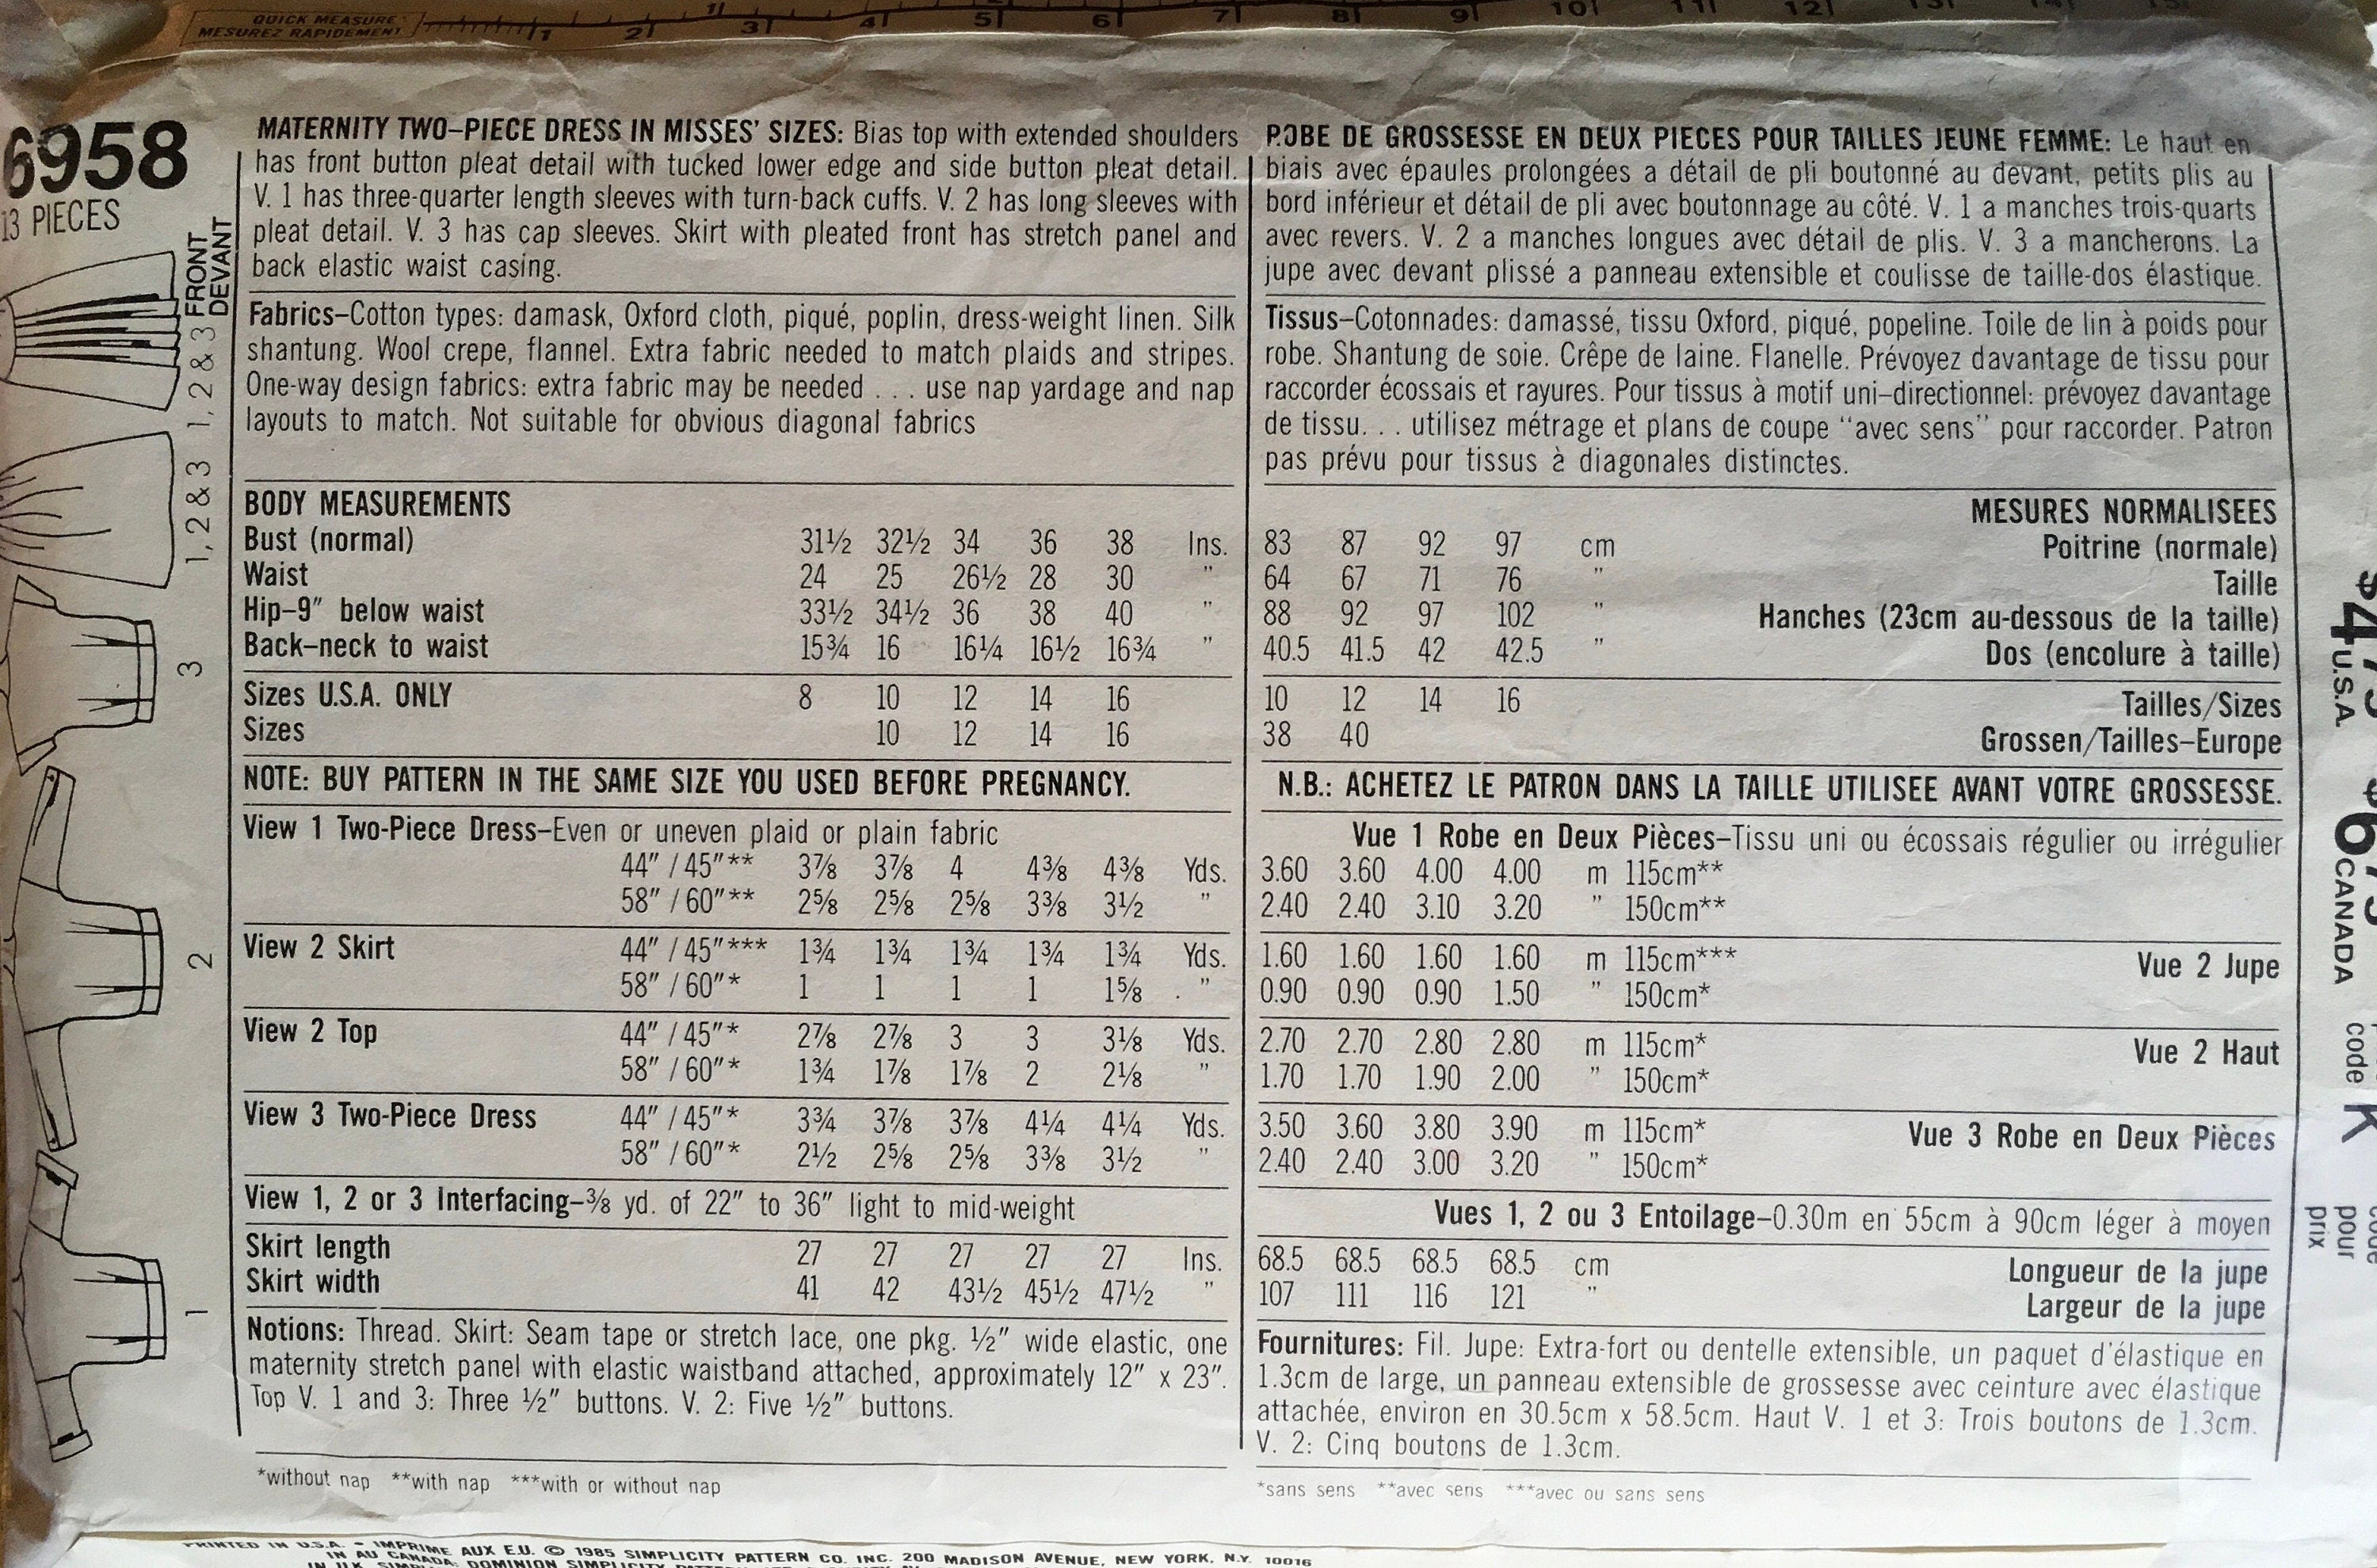 QUICK MEASURE
MESUREZ RAPIDEMENT
1 2 3 4 5 6 7 8 9 10 11 12 13 14 15
6958
13 PIECES
FRONT
DEVANT
1, 2 & 3
1, 2 & 3
3
2
1
MATERNITY TWO–PIECE DRESS IN MISSES' SIZES: Bias top with extended shoulders
has front button pleat detail with tucked lower edge and side button pleat detail.
V. 1 has three-quarter length sleeves with turn-back cuffs. V. 2 has long sleeves with
pleat detail. V. 3 has cap sleeves. Skirt with pleated front has stretch panel and
back elastic waist casing.
Fabrics–Cotton types: damask, Oxford cloth, piqué, poplin, dress-weight linen. Silk
shantung. Wool crepe, flannel. Extra fabric needed to match plaids and stripes.
One-way design fabrics: extra fabric may be needed . . . use nap yardage and nap
layouts to match. Not suitable for obvious diagonal fabrics
BODY MEASUREMENTS
Bust (normal) 31½ 32½ 34 36 38 Ins.
Waist 24 25 26½ 28 30 "
Hip–9" below waist 33½ 34½ 36 38 40 "
Back–neck to waist 15¾ 16 16¼ 16½ 16¾ "
Sizes U.S.A. ONLY 8 10 12 14 16
Sizes 10 12 14 16
NOTE: BUY PATTERN IN THE SAME SIZE YOU USED BEFORE PREGNANCY.
View 1 Two-Piece Dress–Even or uneven plaid or plain fabric
44" / 45"** 3⅞ 3⅞ 4 4⅜ 4⅜ Yds.
58" / 60"** 2⅝ 2⅝ 2⅝ 3⅜ 3½ "
View 2 Skirt 44" / 45"*** 1¾ 1¾ 1¾ 1¾ 1¾ Yds.
58" / 60"* 1 1 1 1 1⅝ "
View 2 Top 44" / 45"* 2⅞ 2⅞ 3 3 3⅛ Yds.
58" / 60"* 1¾ 1⅞ 1⅞ 2 2⅛ "
View 3 Two-Piece Dress 44" / 45"* 3¾ 3⅞ 3⅞ 4¼ 4¼ Yds.
58" / 60"* 2½ 2⅝ 2⅝ 3⅜ 3½ "
View 1, 2 or 3 Interfacing–⅜ yd. of 22" to 36" light to mid-weight
Skirt length 27 27 27 27 27 Ins.
Skirt width 41 42 43½ 45½ 47½ "
Notions: Thread. Skirt: Seam tape or stretch lace, one pkg. ½" wide elastic, one
maternity stretch panel with elastic waistband attached, approximately 12" x 23".
Top V. 1 and 3: Three ½" buttons. V. 2: Five ½" buttons.
*without nap **with nap ***with or without nap
ROBE DE GROSSESSE EN DEUX PIECES POUR TAILLES JEUNE FEMME: Le haut en
biais avec épaules prolongées a détail de pli boutonné au devant, petits plis au
bord inférieur et détail de pli avec boutonnage au côté. V. 1 a manches trois-quarts
avec revers. V. 2 a manches longues avec détail de plis. V. 3 a mancherons. La
jupe avec devant plissé a panneau extensible et coulisse de taille-dos élastique.
Tissus–Cotonnades: damassé, tissu Oxford, piqué, popeline. Toile de lin à poids pour
robe. Shantung de soie. Crêpe de laine. Flanelle. Prévoyez davantage de tissu pour
raccorder écossais et rayures. Pour tissus à motif uni–directionnel: prévoyez davantage
de tissu. . . utilisez métrage et plans de coupe "avec sens" pour raccorder. Patron
pas prévu pour tissus à diagonales distinctes.
MESURES NORMALISEES
83 87 92 97 cm Poitrine (normale)
64 67 71 76 " Taille
88 92 97 102 " Hanches (23cm au-dessous de la taille)
40.5 41.5 42 42.5 " Dos (encolure à taille)
10 12 14 16 Tailles/Sizes
38 40 Grossen/Tailles–Europe
N.B.: ACHETEZ LE PATRON DANS LA TAILLE UTILISEE AVANT VOTRE GROSSESSE.
Vue 1 Robe en Deux Pièces–Tissu uni ou écossais régulier ou irrégulier
3.60 3.60 4.00 4.00 m 115cm**
2.40 2.40 3.10 3.20 " 150cm**
1.60 1.60 1.60 1.60 m 115cm*** Vue 2 Jupe
0.90 0.90 0.90 1.50 " 150cm*
2.70 2.70 2.80 2.80 m 115cm* Vue 2 Haut
1.70 1.70 1.90 2.00 " 150cm*
3.50 3.60 3.80 3.90 m 115cm* Vue 3 Robe en Deux Pièces
2.40 2.40 3.00 3.20 " 150cm*
Vues 1, 2 ou 3 Entoilage–0.30m en 55cm à 90cm léger à moyen
68.5 68.5 68.5 68.5 cm Longueur de la jupe
107 111 116 121 " Largeur de la jupe
Fournitures: Fil. Jupe: Extra-fort ou dentelle extensible, un paquet d'élastique en
1.3cm de large, un panneau extensible de grossesse avec ceinture avec élastique
attachée, environ en 30.5cm x 58.5cm. Haut V. 1 et 3: Trois boutons de 1.3cm.
V. 2: Cinq boutons de 1.3cm.
*sans sens **avec sens ***avec ou sans sens
U.S.A.
CANADA
code K
pour
prix
PRINTED IN U.S.A. – IMPRIME AUX E.U. © 1985 SIMPLICITY PATTERN CO. INC. 200 MADISON AVENUE, NEW YORK, N.Y. 10016